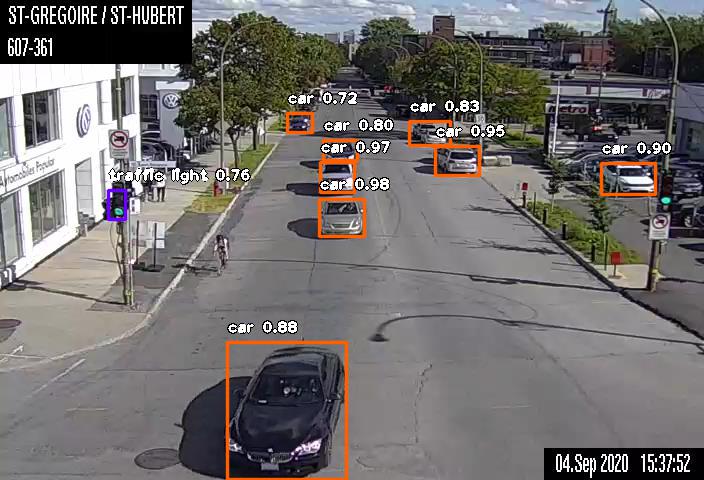 ST-GREGOIRE / ST-HUBERT
607-361
car 0.72
car 0.83
car 0.80
car 0.95
car 0.97
car 0.90
traffic light 0.76
car 0.98
Automobiles Popular
car 0.88
04.Sep 2020 15:37:52